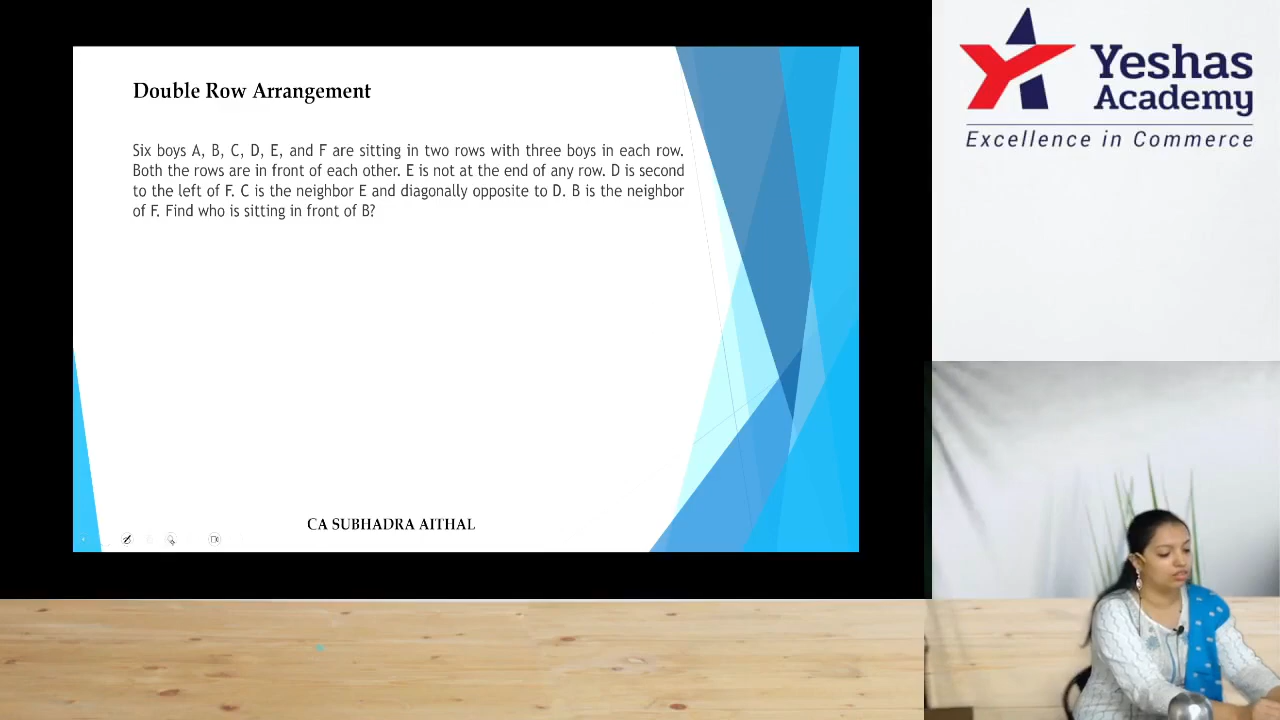 Double Row Arrangement
Six boys A, B, C, D, E, and F are sitting in two rows with three boys in each row.
Both the rows are in front of each other. E is not at the end of any row. D is second
to the left of F. C is the neighbor E and diagonally opposite to D. B is the neighbor
of F. Find who is sitting in front of B?
CA SUBHADRA AITHAL
Yeshas
Academy
Excellence in Commerce